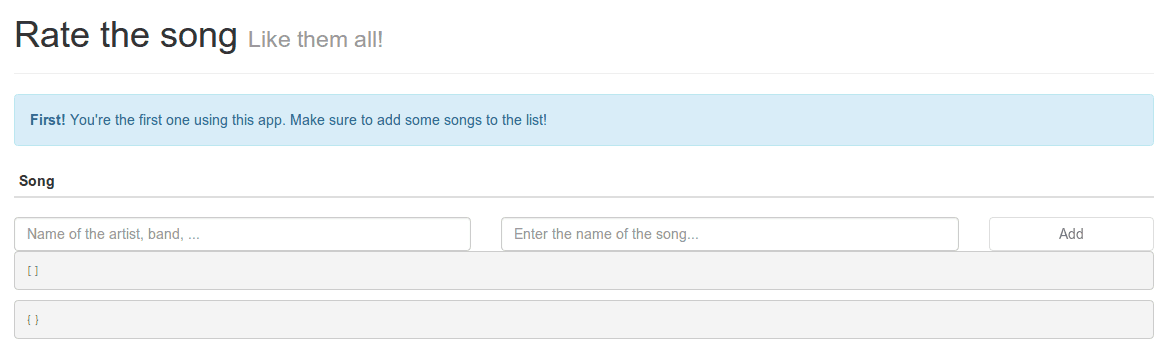 Rate the song Like them all!
First! You're the first one using this app. Make sure to add some songs to the list!
Song
Name of the artist, band, ... Enter the name of the song... Add
[]
{}